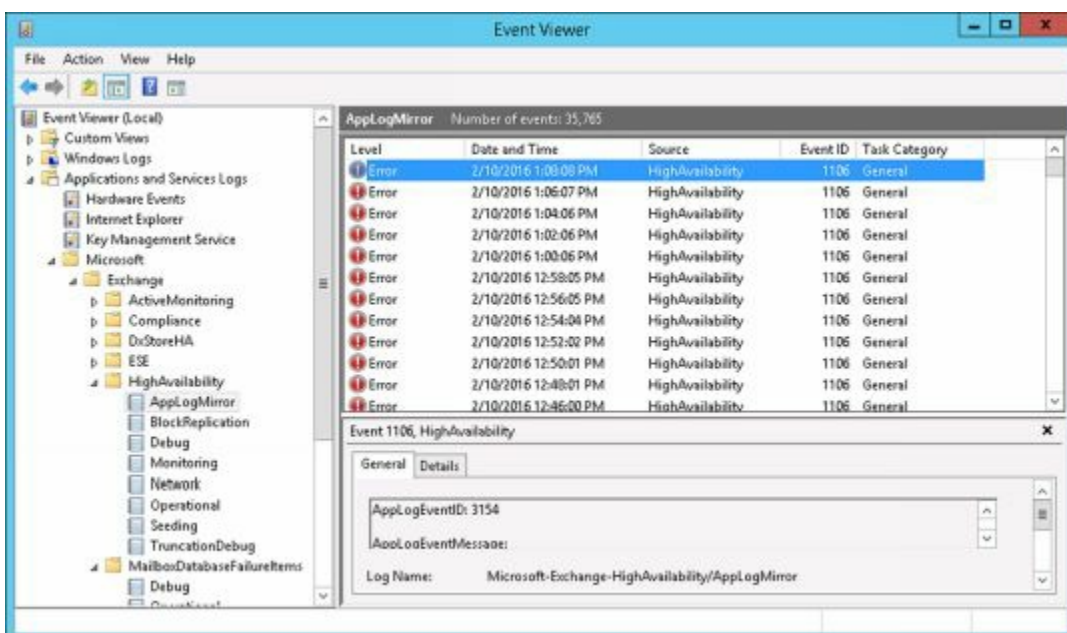 Event Viewer
File Action View Help
Event Viewer (Local)
Custom Views
Windows Logs
Applications and Services Logs
Hardware Events
Internet Explorer
Key Management Service
Microsoft
Exchange
ActiveMonitoring
Compliance
DxStoreHA
ESE
HighAvailability
AppLogMirror
BlockReplication
Debug
Monitoring
Network
Operational
Seeding
TruncationDebug
MailboxDatabaseFailureItems
Debug
Operational
AppLogMirror Number of events: 35,765
Level Date and Time Source Event ID Task Category
Error 2/10/2016 1:08:08 PM HighAvailability 1106 General
Error 2/10/2016 1:06:07 PM HighAvailability 1106 General
Error 2/10/2016 1:04:06 PM HighAvailability 1106 General
Error 2/10/2016 1:02:06 PM HighAvailability 1106 General
Error 2/10/2016 1:00:06 PM HighAvailability 1106 General
Error 2/10/2016 12:58:05 PM HighAvailability 1106 General
Error 2/10/2016 12:56:05 PM HighAvailability 1106 General
Error 2/10/2016 12:54:04 PM HighAvailability 1106 General
Error 2/10/2016 12:52:02 PM HighAvailability 1106 General
Error 2/10/2016 12:50:01 PM HighAvailability 1106 General
Error 2/10/2016 12:48:01 PM HighAvailability 1106 General
Error 2/10/2016 12:46:00 PM HighAvailability 1106 General
Event 1106, HighAvailability
General Details
AppLogEventID: 3154
AppLogEventMessage:
Log Name: Microsoft-Exchange-HighAvailability/AppLogMirror